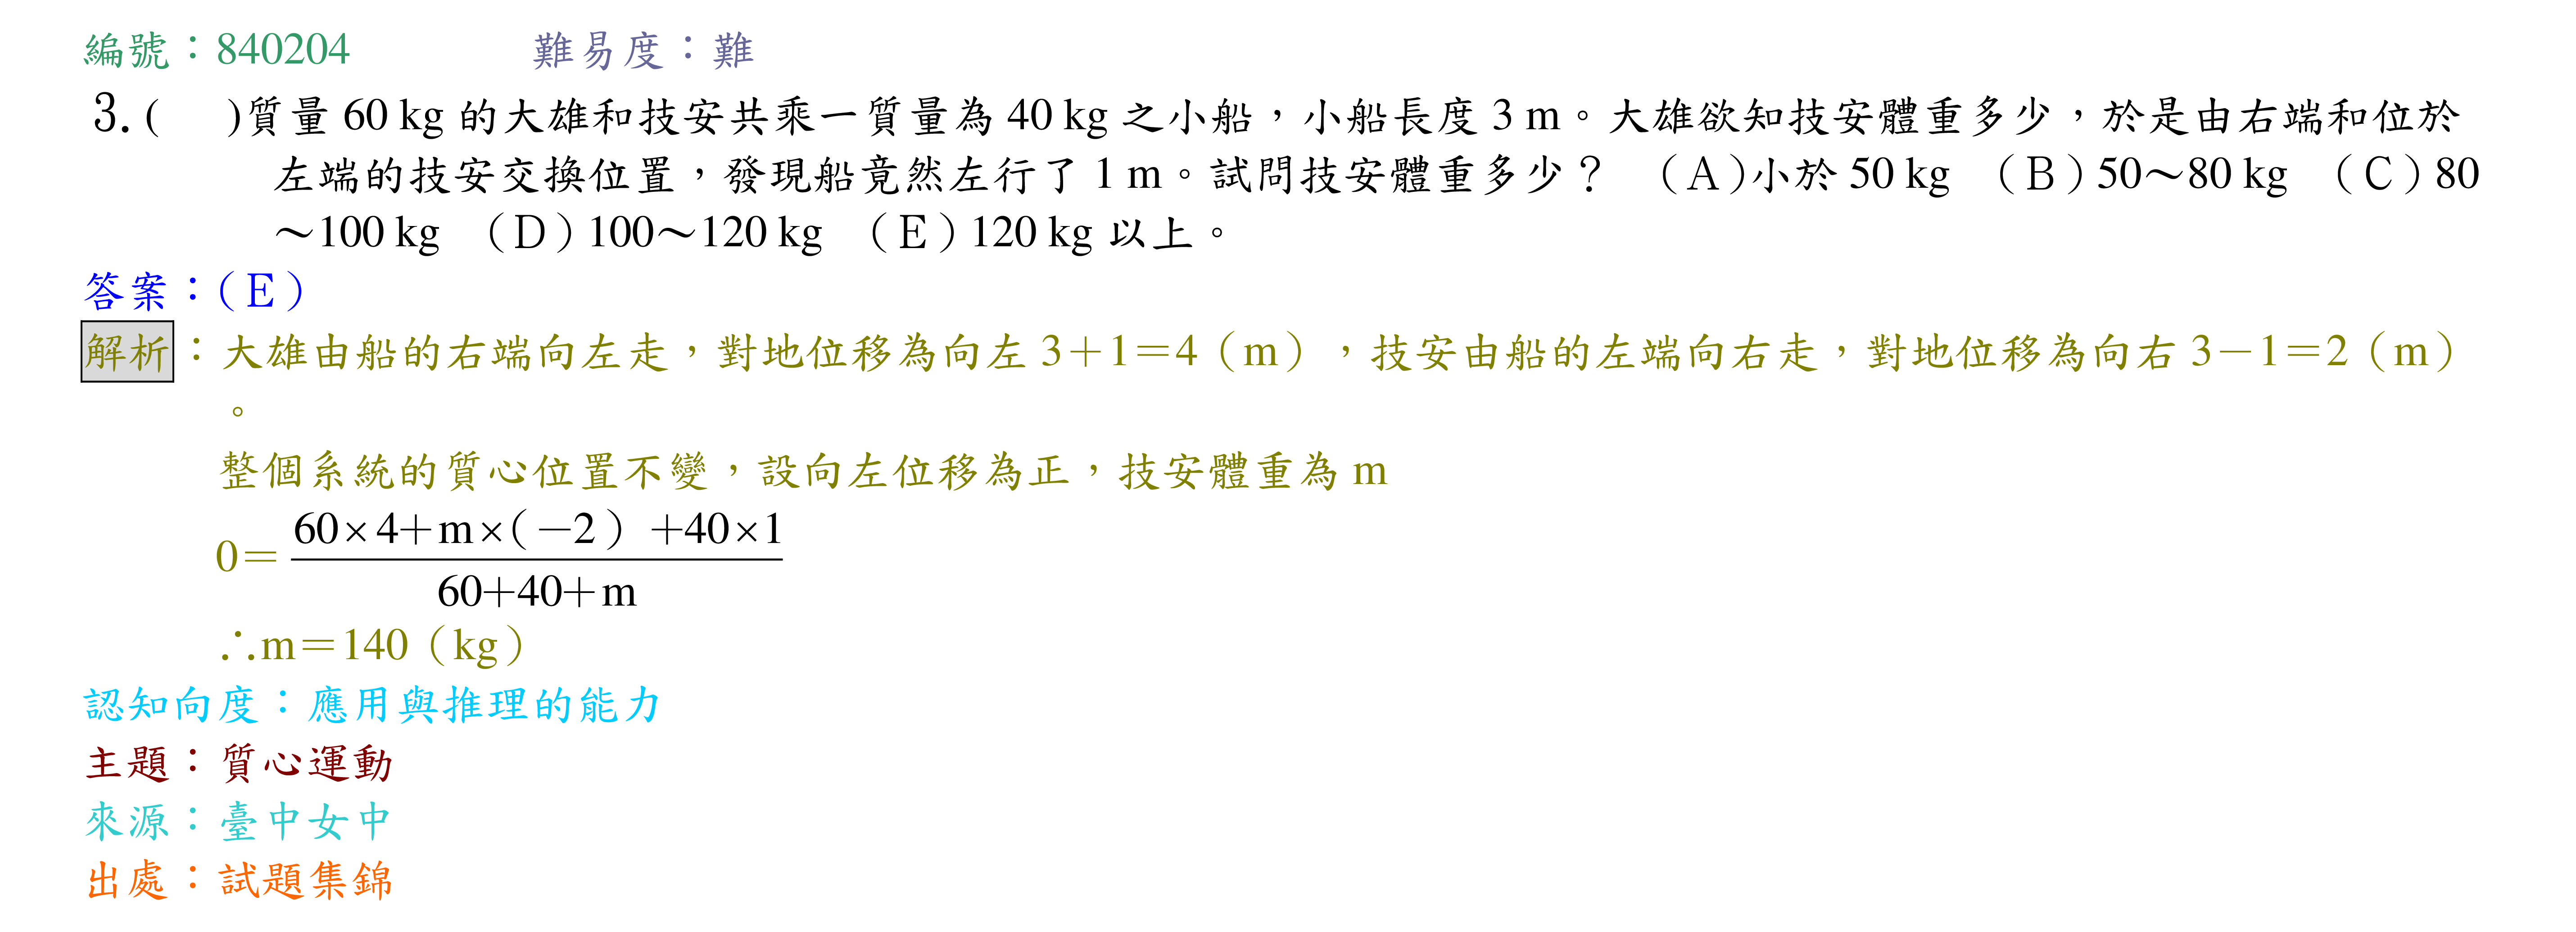 編號：840204 難易度：難
3. ( )質量 60 kg 的大雄和技安共乘一質量為 40 kg 之小船，小船長度 3 m。大雄欲知技安體重多少，於是由右端和位於
左端的技安交換位置，發現船竟然左行了 1 m。試問技安體重多少？ （A）小於 50 kg （B）50～80 kg （C）80
～100 kg （D）100～120 kg （E）120 kg 以上。
答案：（E）
解析：大雄由船的右端向左走，對地位移為向左 3＋1＝4（m），技安由船的左端向右走，對地位移為向右 3－1＝2（m）
。
整個系統的質心位置不變，設向左位移為正，技安體重為 m
0＝ 60×4＋m×（－2）＋40×1
60＋40＋m
∴m＝140（kg）
認知向度：應用與推理的能力
主題：質心運動
來源：臺中女中
出處：試題集錦